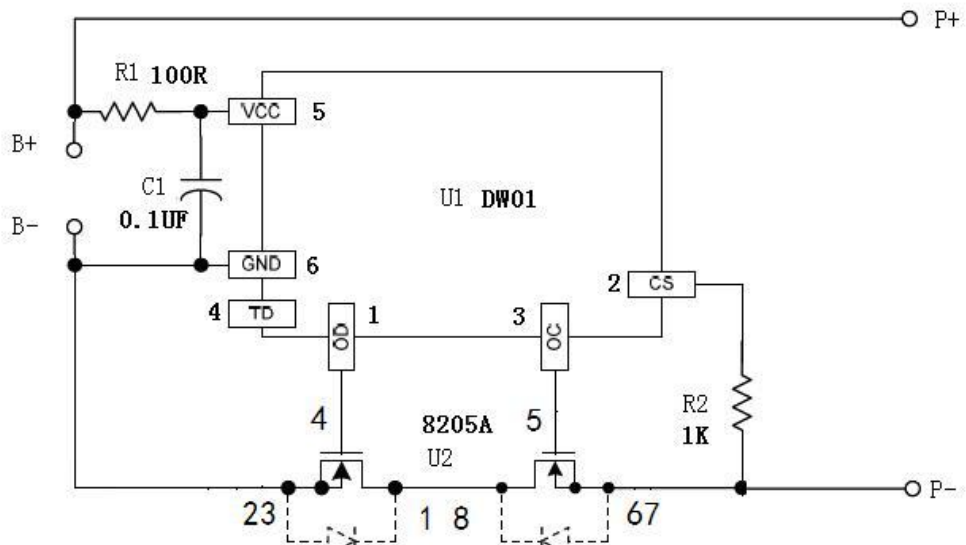 P+
R1 100R
VCC 5
B+
C1
0.1UF
U1 DW01
B-
GND 6
2 CS
4 TD
OD 1
3 OC
4
8205A
U2
5
R2
1K
23
1 8
67
P-